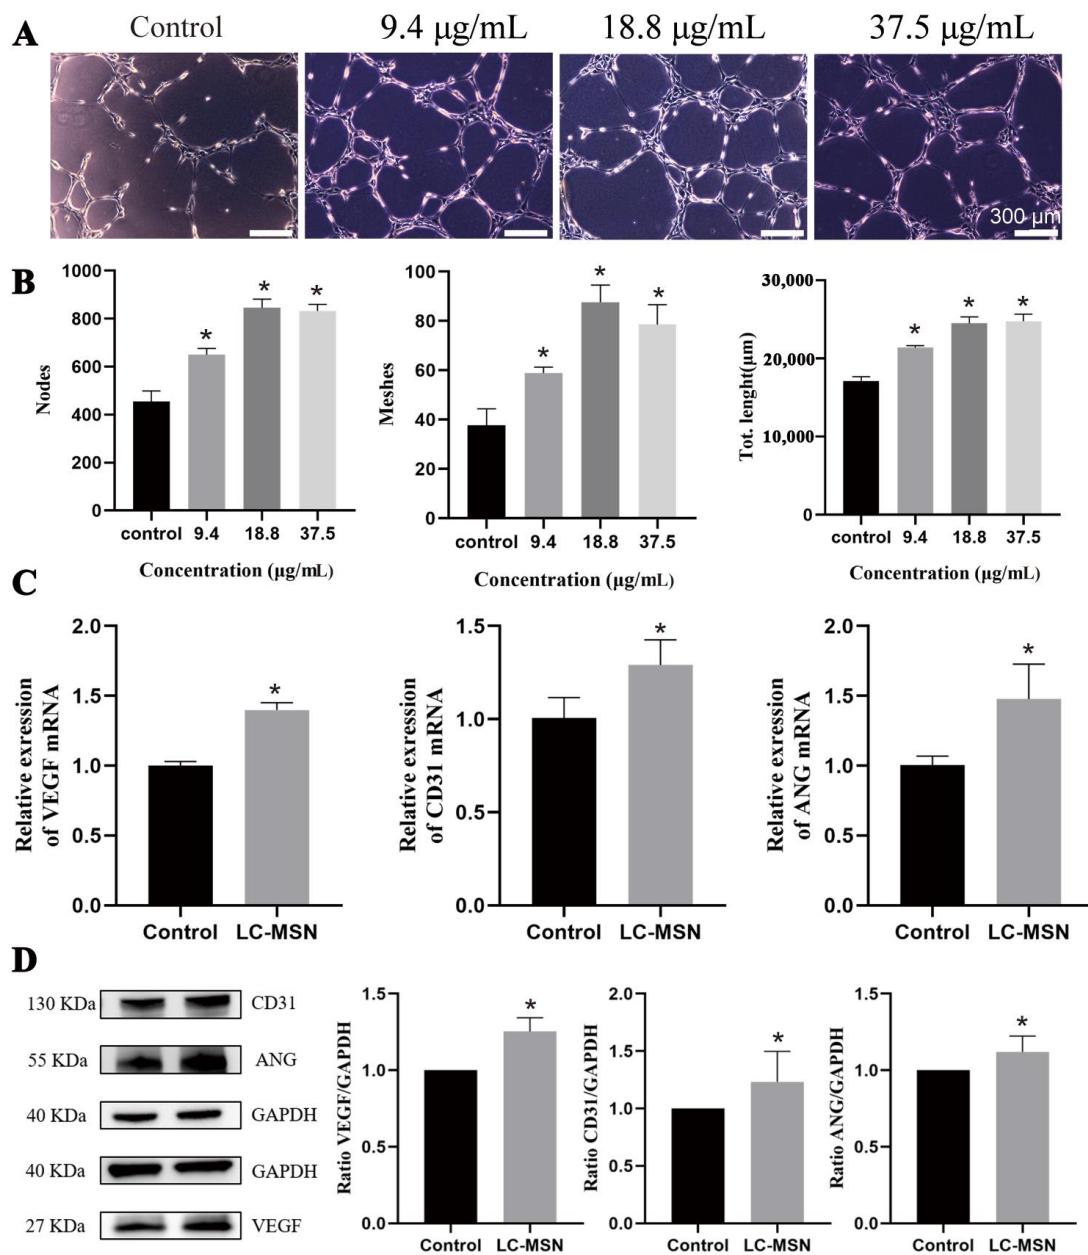 A
Control
9.4 μg/mL
18.8 μg/mL
37.5 μg/mL
300 μm
B
Nodes
1000
800
600
400
200
0
control
9.4
18.8
37.5
Concentration (μg/mL)
*
*
*
Meshes
100
80
60
40
20
0
control
9.4
18.8
37.5
Concentration (μg/mL)
*
*
*
Tot. lenght(μm)
30,000
20,000
10,000
0
control
9.4
18.8
37.5
Concentration (μg/mL)
*
*
*
C
Relative exression
of VEGF mRNA
2.0
1.5
1.0
0.5
0.0
Control
LC-MSN
*
Relative exression
of CD31 mRNA
1.5
1.0
0.5
0.0
Control
LC-MSN
*
Relative exression
of ANG mRNA
2.0
1.5
1.0
0.5
0.0
Control
LC-MSN
*
D
130 KDa
CD31
55 KDa
ANG
40 KDa
GAPDH
40 KDa
GAPDH
27 KDa
VEGF
Ratio VEGF/GAPDH
1.5
1.0
0.5
0.0
Control
LC-MSN
*
Ratio CD31/GAPDH
2.0
1.5
1.0
0.5
0.0
Control
LC-MSN
*
Ratio ANG/GAPDH
1.5
1.0
0.5
0.0
Control
LC-MSN
*